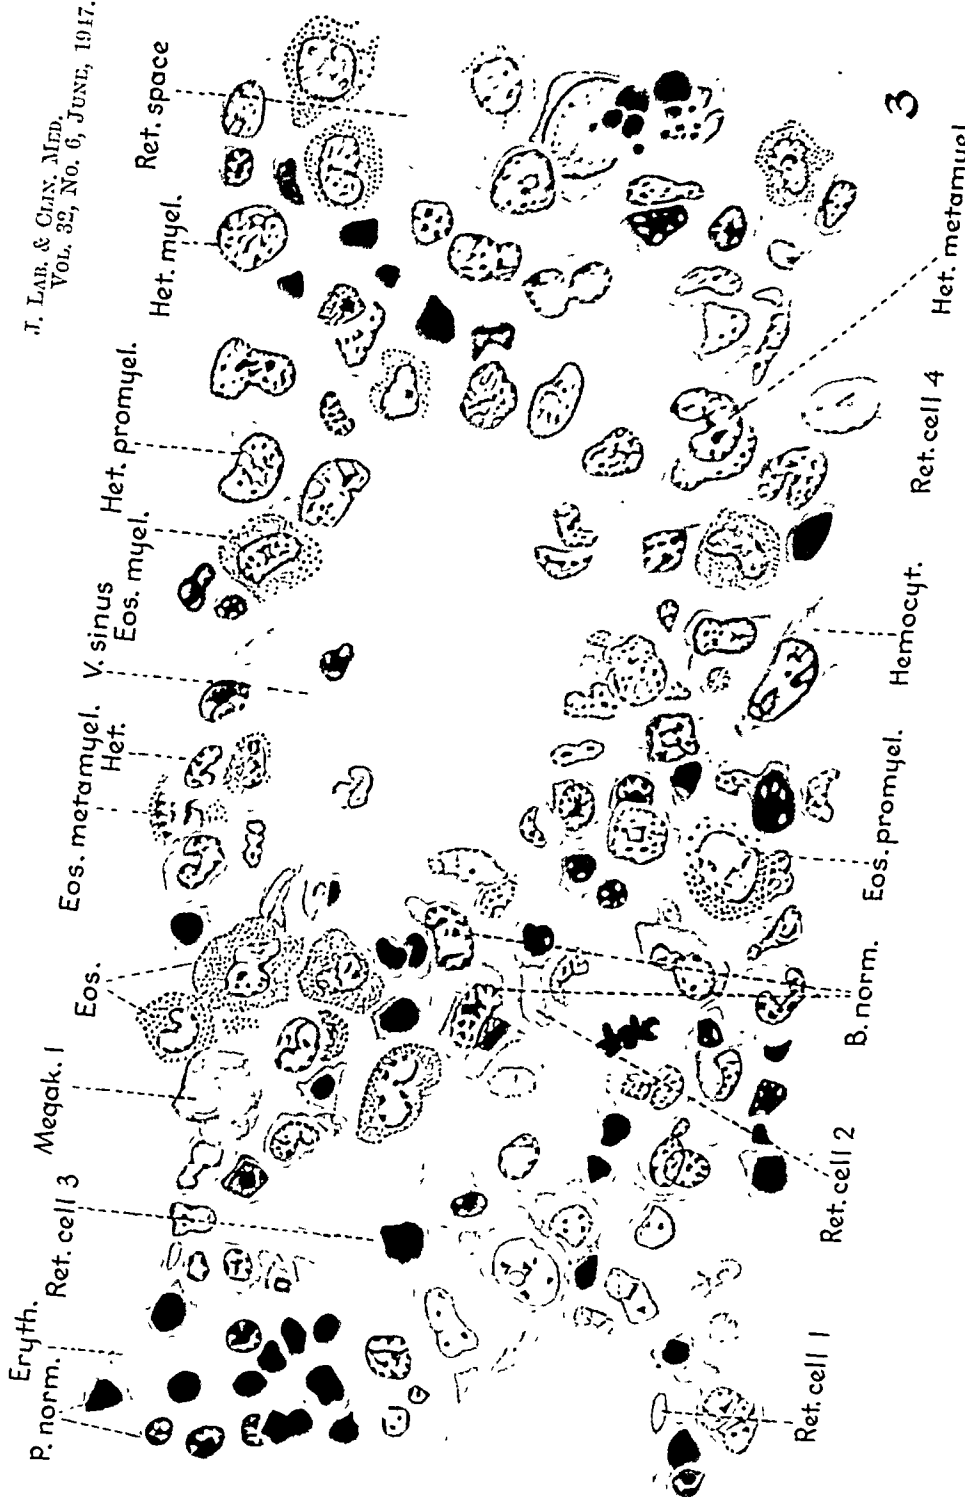 J. LAB. & CLIN. MED.
VOL. 32, NO. 6, JUNE, 1947.
P. norm.
Eryth.
Ret. cell 3
Megak. 1
Eos.
Eos. metamyel.
Het.
V. sinus
Eos. myel.
Het. promyel.
Het. myel.
Ret. space
Ret. cell 1
Ret. cell 2
B. norm.
Eos. promyel.
Hemocyt.
Ret. cell 4
Het. metamyel
3